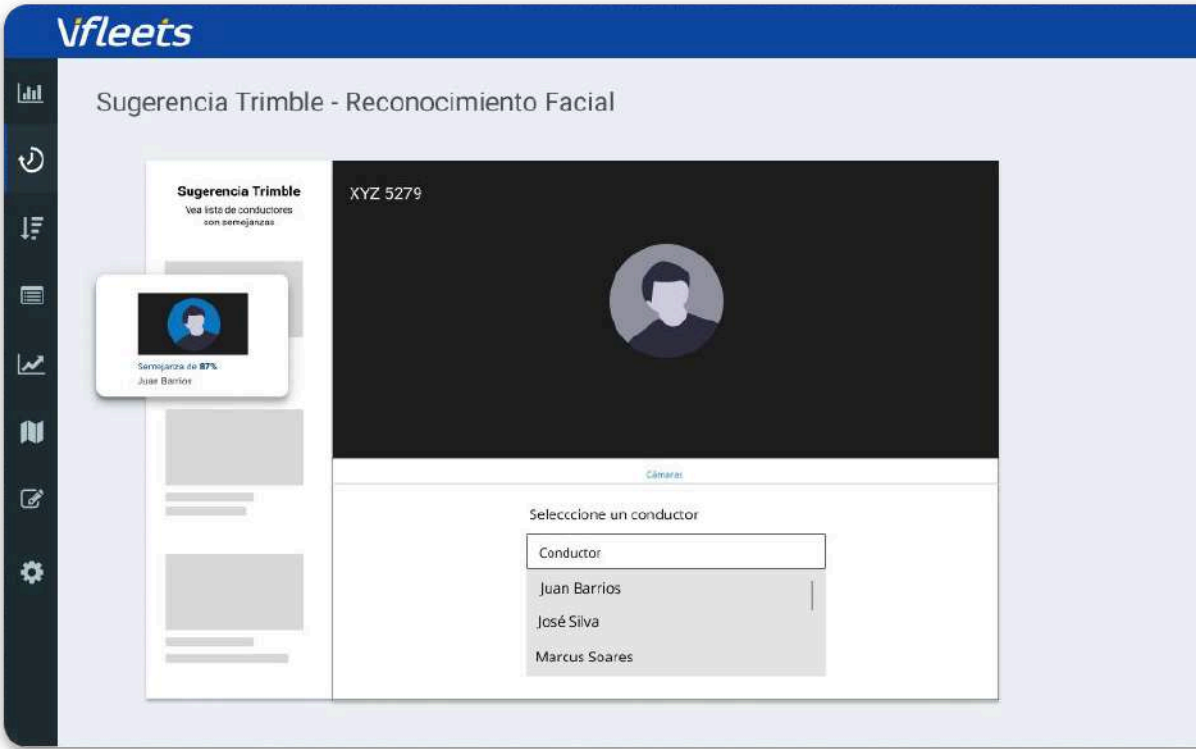 Vifleets
Sugerencia Trimble - Reconocimiento Facial
Sugerencia Trimble
Vea lista de conductores
con semejanzas
XYZ 5279
Semejanza de 87%
Juan Barrios
Cámaras
Selecccione un conductor
Conductor
Juan Barrios
José Silva
Marcus Soares